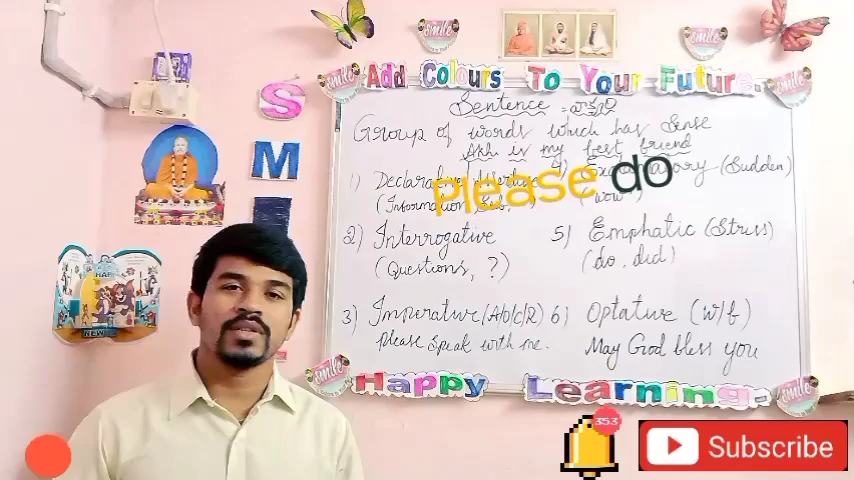 Add Colours To Your Future.
Sentence =
Group of words which has Sense
is my best friend
1) Declarative
(Information
4) (Sudden)
(wow)
please do
2) Interrogative
(Questions, ?)
5) Emphatic (Stress)
(do, did)
3) Imperative (A/b/c/R)
Please Speak with me.
6) Optative (w/b)
May God bless you
Happy Learning.
SM
smile
353
Subscribe